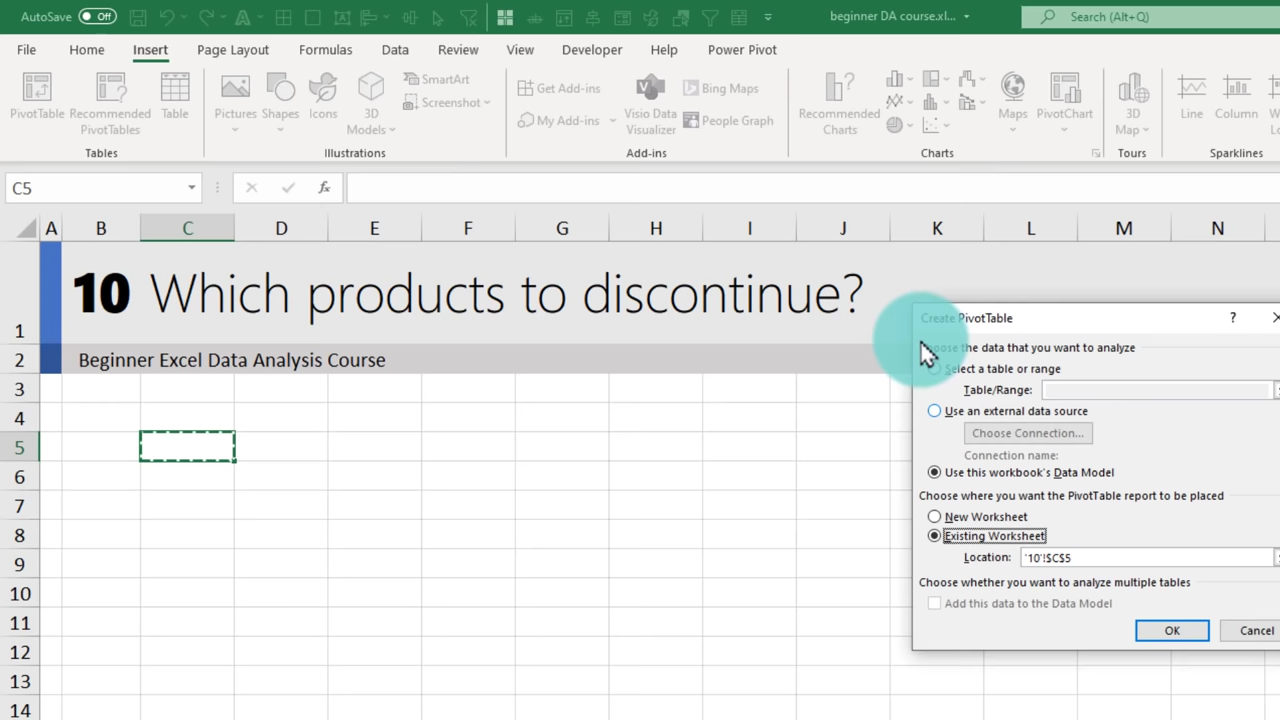 AutoSave Off
beginner DA course.xl...
Search (Alt+Q)
File Home Insert Page Layout Formulas Data Review View Developer Help Power Pivot
PivotTable
Recommended PivotTables
Table
Tables
Pictures
Shapes
Icons
3D Models
SmartArt
Screenshot
Illustrations
Get Add-ins
My Add-ins
Visio Data Visualizer
Bing Maps
People Graph
Add-ins
Recommended Charts
Maps
PivotChart
Charts
3D Map
Tours
Line
Column
Sparklines
C5
fx
A B C D E F G H I J K L M N
1
10 Which products to discontinue?
2
Beginner Excel Data Analysis Course
3
4
5
6
7
8
9
10
11
12
13
14
Create PivotTable ?
Choose the data that you want to analyze
Select a table or range
Table/Range:
Use an external data source
Choose Connection...
Connection name:
Use this workbook's Data Model
Choose where you want the PivotTable report to be placed
New Worksheet
Existing Worksheet
Location: '10'!$C$5
Choose whether you want to analyze multiple tables
Add this data to the Data Model
OK Cancel